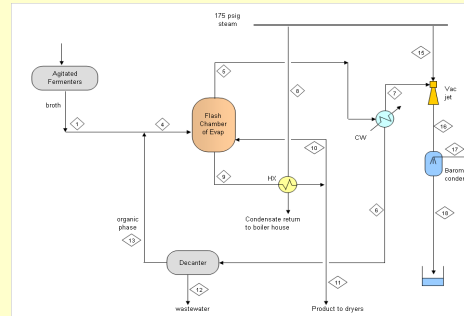 175 psig
steam
5
15
Agitated
Fermenters
7
Vac
jet
8
broth
Flash
Chamber
of Evap
16
1
4
17
CW
10
Barom
conden
9
HX
Condensate return
to boiler house
organic
phase
6
18
13
Decanter
11
12
wastewater
Product to dryers